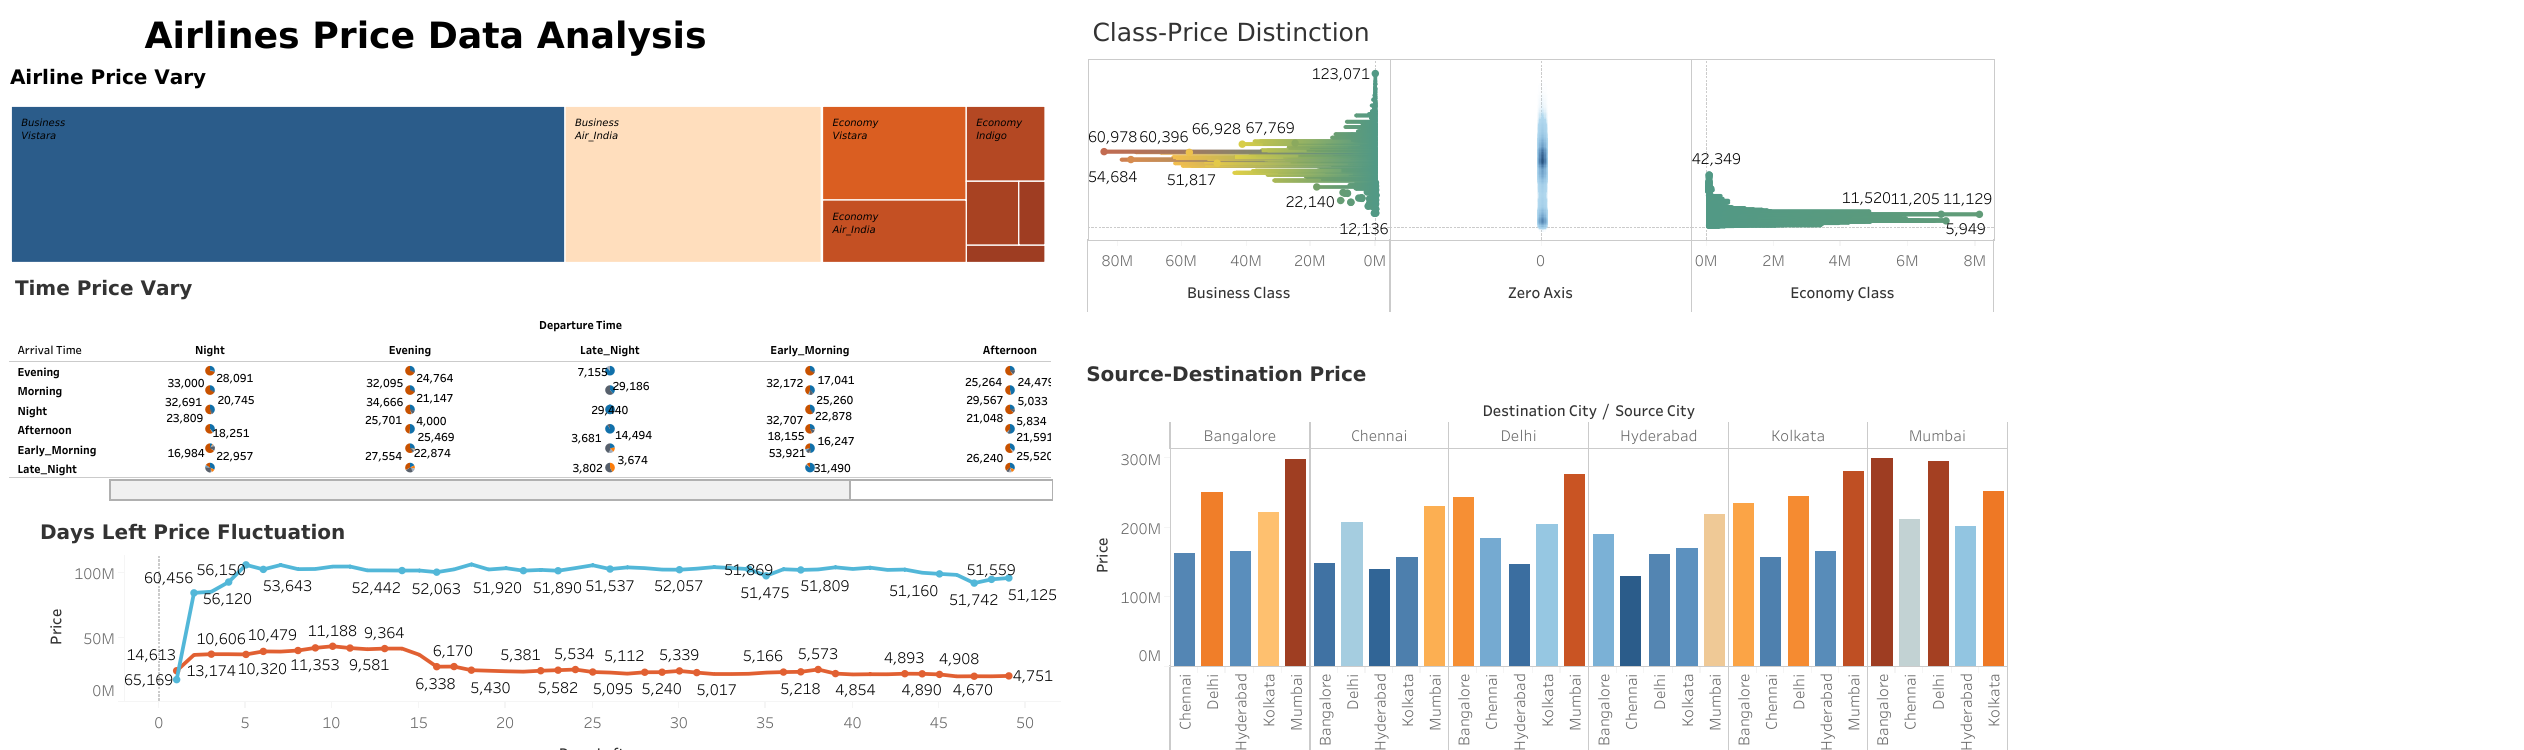 Airlines Price Data Analysis
Airline Price Vary
Business
Vistara
Business
Air_India
Economy
Vistara
Economy
Air_India
Economy
Indigo
Time Price Vary
Departure Time
Arrival Time Night Evening Late_Night Early_Morning Afternoon
Evening
Morning
Night
Afternoon
Early_Morning
Late_Night
33,000 28,091
32,691 20,745
23,809
18,251
16,984 22,957
32,095 24,764
34,666 21,147
25,701 4,000
25,469
27,554 22,874
7,155
29,186
29,440
3,681 14,494
3,674
3,802
32,172 17,041
25,260
32,707 22,878
18,155 16,247
53,921
31,490
25,264 24,479
29,567 5,033
21,048 5,834
21,591
26,240 25,520
Days Left Price Fluctuation
Price
100M
50M
0M
60,456 56,150 53,643 52,442 52,063 51,920 51,890 51,537 52,057 51,869 51,809 51,559
56,120 51,475 51,160 51,742 51,125
14,613 10,606 10,479 11,188 9,364 6,170 5,381 5,534 5,112 5,339 5,166 5,573 4,893 4,908
65,169 13,174 10,320 11,353 9,581 6,338 5,430 5,582 5,095 5,240 5,017 5,218 4,854 4,890 4,670 4,751
0 5 10 15 20 25 30 35 40 45 50
Class-Price Distinction
123,071
60,978 60,396 66,928 67,769
54,684 51,817
22,140
12,136
42,349
11,520 11,205 11,129
5,949
80M 60M 40M 20M 0M
0
0M 2M 4M 6M 8M
Business Class
Zero Axis
Economy Class
Source-Destination Price
Destination City / Source City
Bangalore Chennai Delhi Hyderabad Kolkata Mumbai
Price
300M
200M
100M
0M
Chennai
Delhi
Hyderabad
Kolkata
Mumbai
Bangalore
Delhi
Hyderabad
Kolkata
Mumbai
Bangalore
Chennai
Hyderabad
Kolkata
Mumbai
Bangalore
Chennai
Delhi
Kolkata
Mumbai
Bangalore
Chennai
Delhi
Hyderabad
Mumbai
Bangalore
Chennai
Delhi
Hyderabad
Kolkata